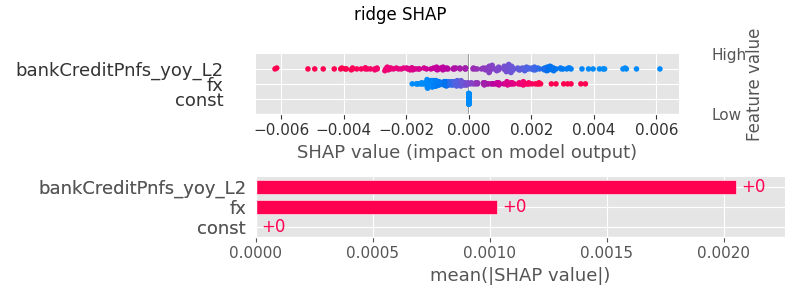 ridge SHAP
bankCreditPnfs_yoy_L2
fx
const
High
Low
Feature value
−0.006 −0.004 −0.002 0.000 0.002 0.004 0.006
SHAP value (impact on model output)
bankCreditPnfs_yoy_L2 +0
fx +0
const +0
0.0000 0.0005 0.0010 0.0015 0.0020
mean(|SHAP value|)